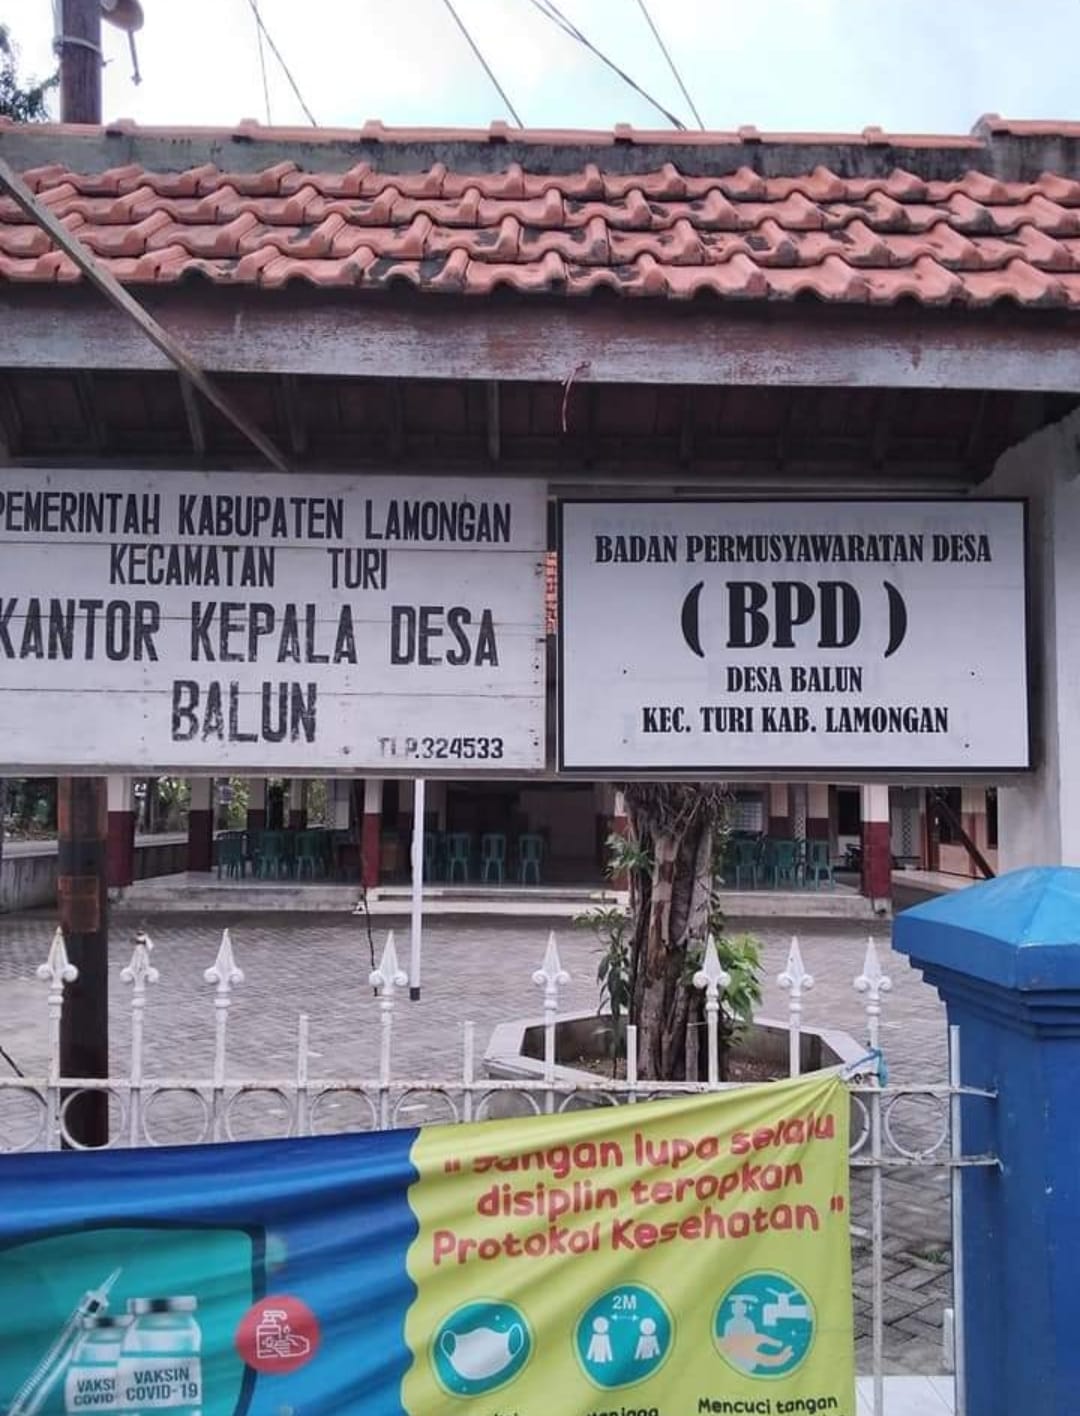 PEMERINTAH KABUPATEN LAMONGAN
KECAMATAN TURI
KANTOR KEPALA DESA
BALUN
TLP.324533
BADAN PERMUSYAWARATAN DESA
( BPD )
DESA BALUN
KEC. TURI KAB. LAMONGAN
" Jangan lupa selalu
disiplin terapkan
Protokol Kesehatan "
2M
VAKSI
COVID-
VAKSIN
COVID-19
Mencuci tangan